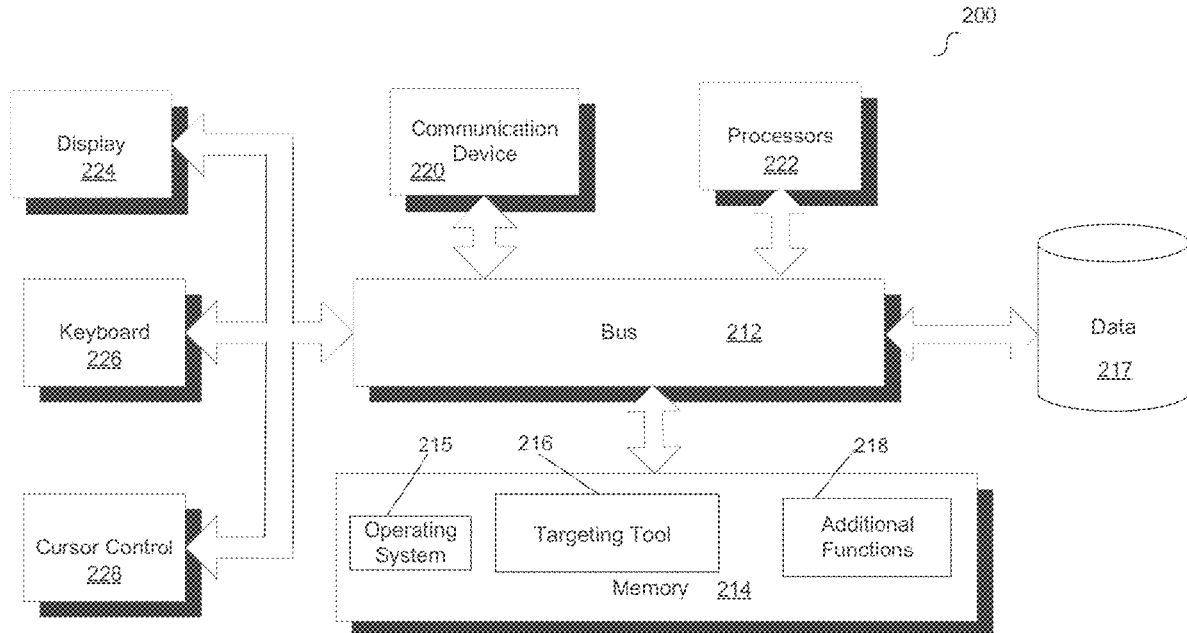 200
Display
224
Communication
Device
220
Processors
222
Keyboard
226
Bus 212
Data
217
215
216
218
Cursor Control
228
Operating
System
Targeting Tool
Additional
Functions
Memory 214